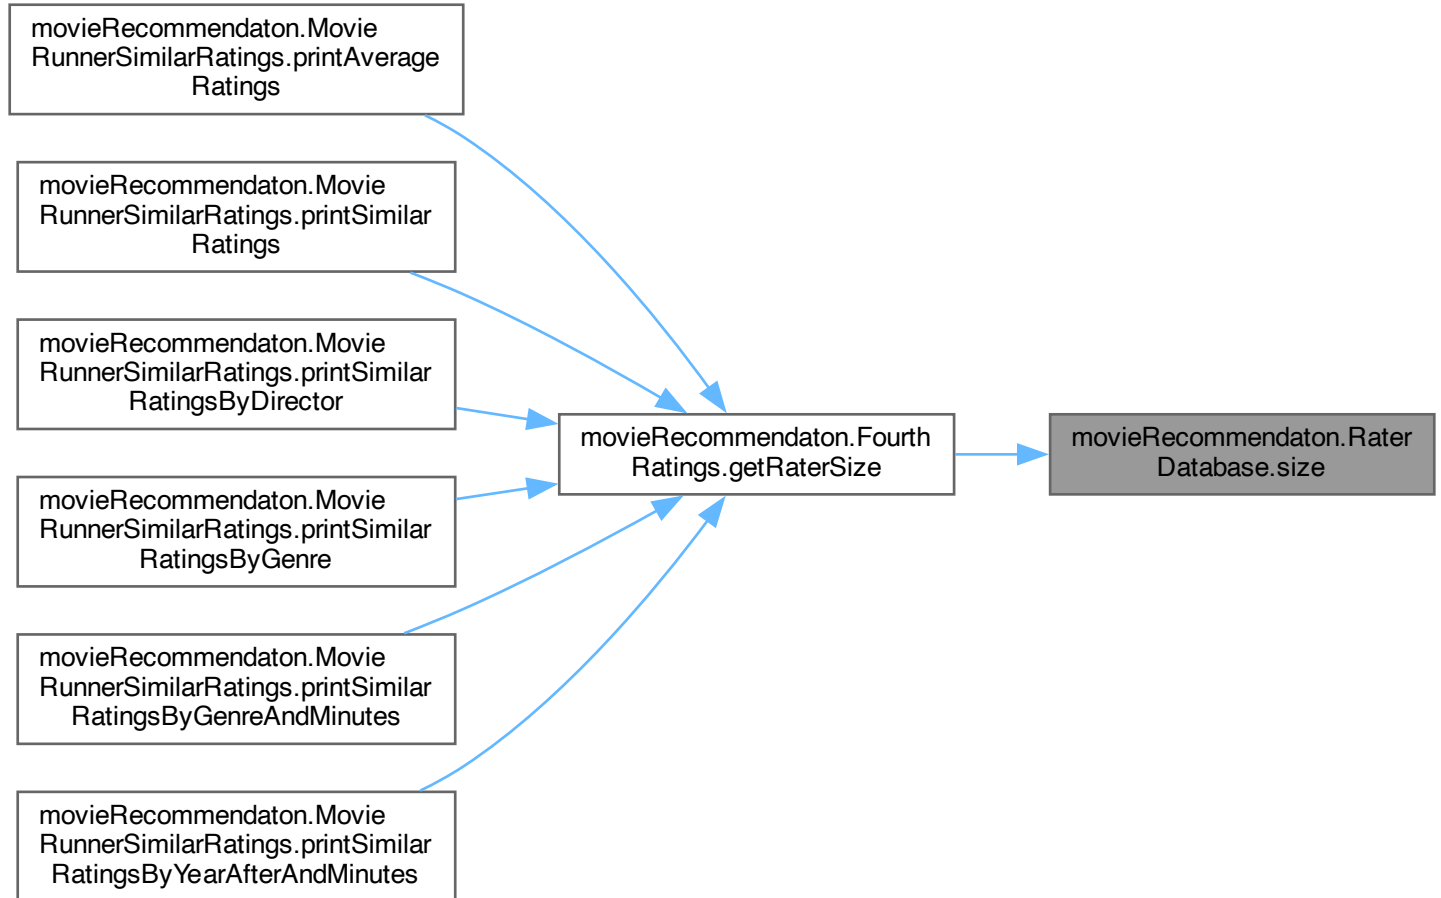 movieRecommendaton.Movie
RunnerSimilarRatings.printAverage
Ratings
movieRecommendaton.Movie
RunnerSimilarRatings.printSimilar
Ratings
movieRecommendaton.Movie
RunnerSimilarRatings.printSimilar
RatingsByDirector
movieRecommendaton.Movie
RunnerSimilarRatings.printSimilar
RatingsByGenre
movieRecommendaton.Movie
RunnerSimilarRatings.printSimilar
RatingsByGenreAndMinutes
movieRecommendaton.Movie
RunnerSimilarRatings.printSimilar
RatingsByYearAfterAndMinutes
movieRecommendaton.Fourth
Ratings.getRaterSize
movieRecommendaton.Rater
Database.size